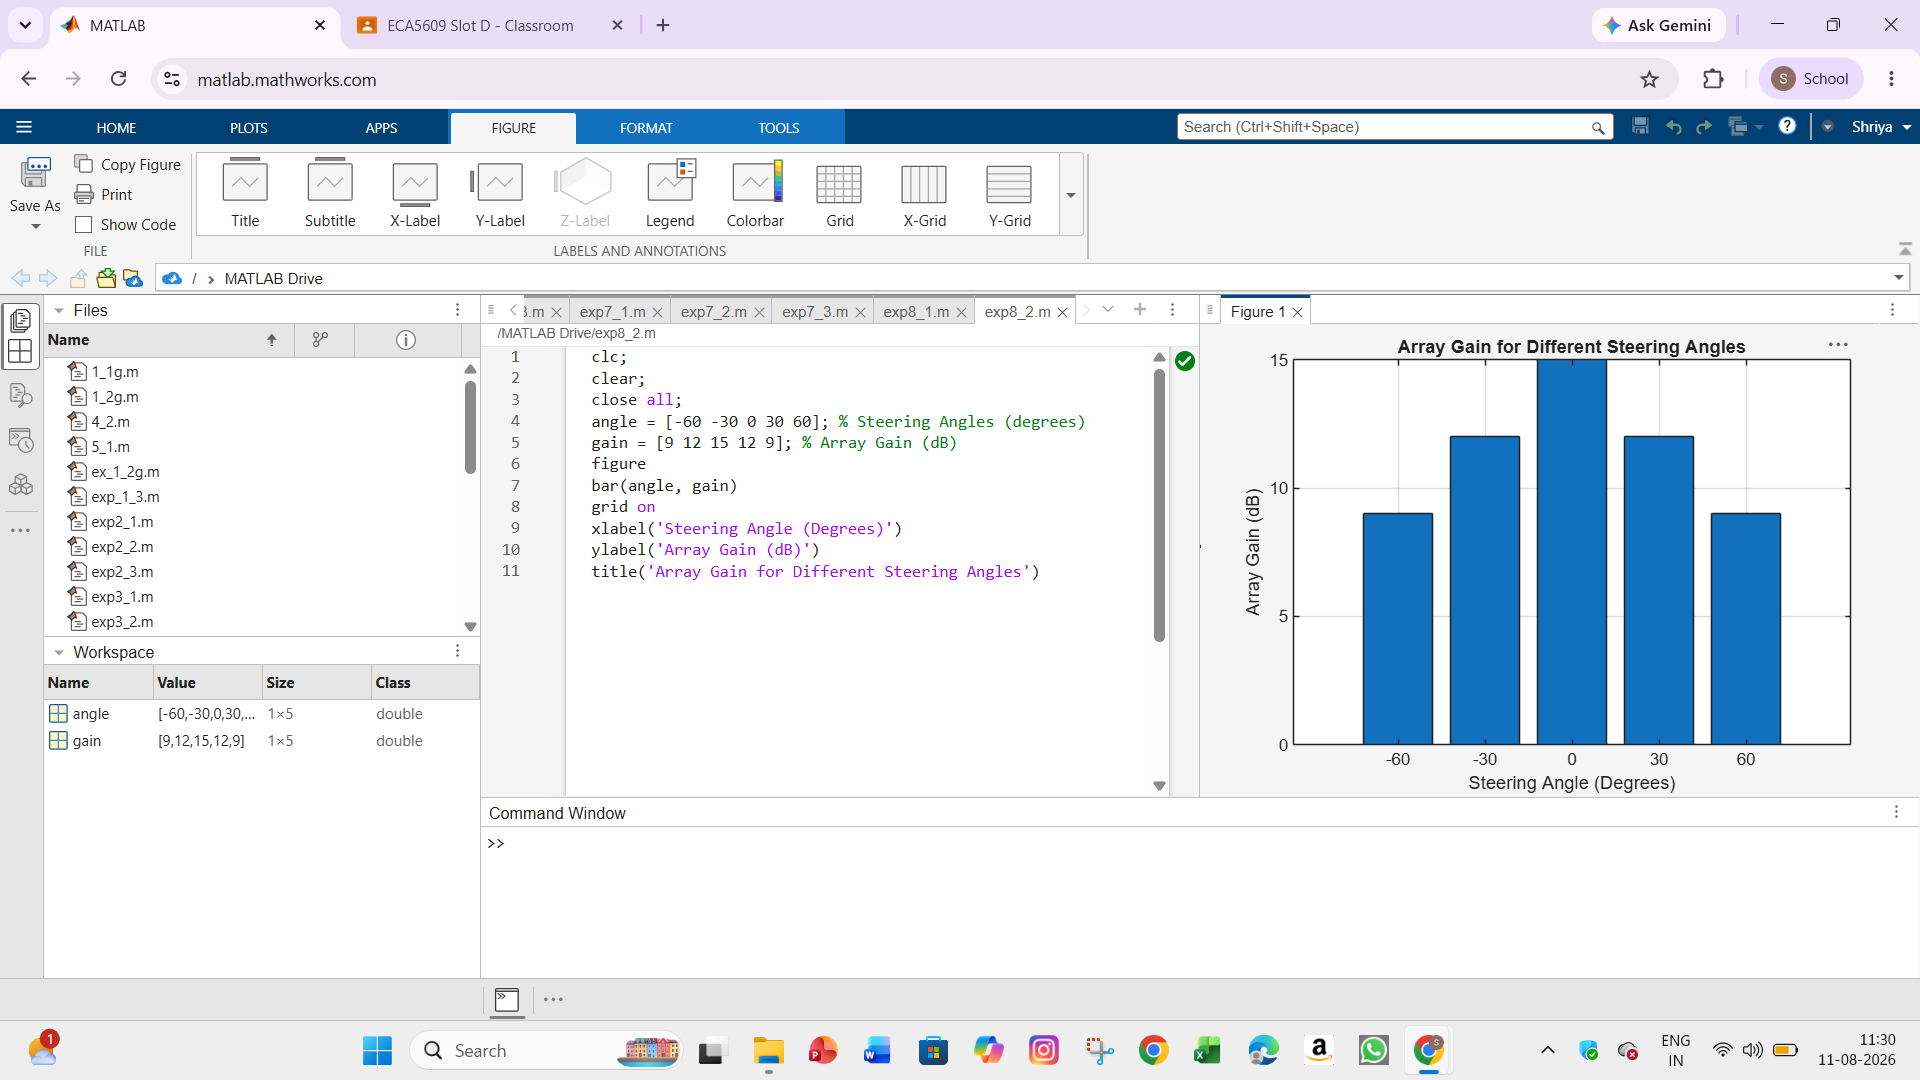 MATLAB
ECA5609 Slot D - Classroom
Ask Gemini
matlab.mathworks.com
S School
HOME PLOTS APPS FIGURE FORMAT TOOLS
Search (Ctrl+Shift+Space)
Shriya
Save As
Copy Figure
Print
Show Code
FILE
Title Subtitle X-Label Y-Label Z-Label Legend Colorbar Grid X-Grid Y-Grid
LABELS AND ANNOTATIONS
/ > MATLAB Drive
Files
Name
1_1g.m
1_2g.m
4_2.m
5_1.m
ex_1_2g.m
exp_1_3.m
exp2_1.m
exp2_2.m
exp2_3.m
exp3_1.m
exp3_2.m
Workspace
Name Value Size Class
angle [-60,-30,0,30,... 1×5 double
gain [9,12,15,12,9] 1×5 double
.m exp7_1.m exp7_2.m exp7_3.m exp8_1.m exp8_2.m
/MATLAB Drive/exp8_2.m
1 clc;
2 clear;
3 close all;
4 angle = [-60 -30 0 30 60]; % Steering Angles (degrees)
5 gain = [9 12 15 12 9]; % Array Gain (dB)
6 figure
7 bar(angle, gain)
8 grid on
9 xlabel('Steering Angle (Degrees)')
10 ylabel('Array Gain (dB)')
11 title('Array Gain for Different Steering Angles')
Figure 1
Array Gain for Different Steering Angles
15
10
5
0
Array Gain (dB)
-60 -30 0 30 60
Steering Angle (Degrees)
Command Window
>>
1
Search
ENG
IN
11:30
11-08-2026